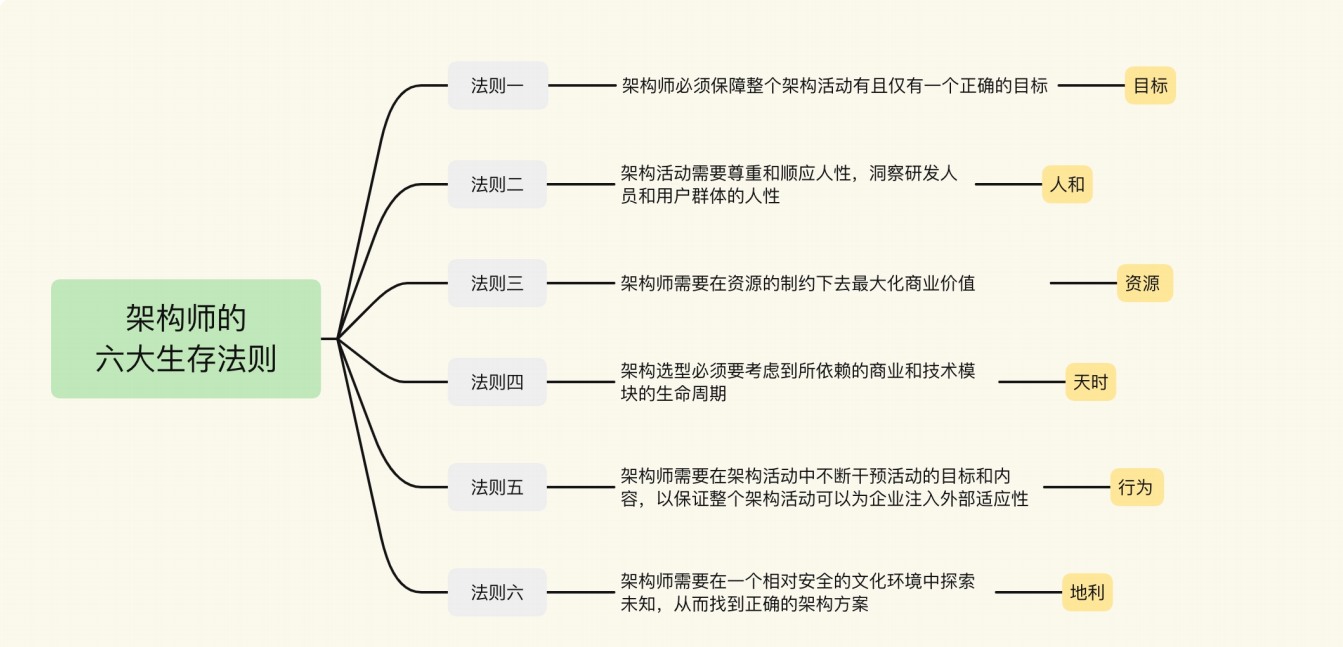 架构师的
六大生存法则
法则一
架构师必须保障整个架构活动有且仅有一个正确的目标
目标
法则二
架构活动需要尊重和顺应人性，洞察研发人
员和用户群体的人性
人和
法则三
架构师需要在资源的制约下去最大化商业价值
资源
法则四
架构选型必须要考虑到所依赖的商业和技术模
块的生命周期
天时
法则五
架构师需要在架构活动中不断干预活动的目标和内
容，以保证整个架构活动可以为企业注入外部适应性
行为
法则六
架构师需要在一个相对安全的文化环境中探索
未知，从而找到正确的架构方案
地利